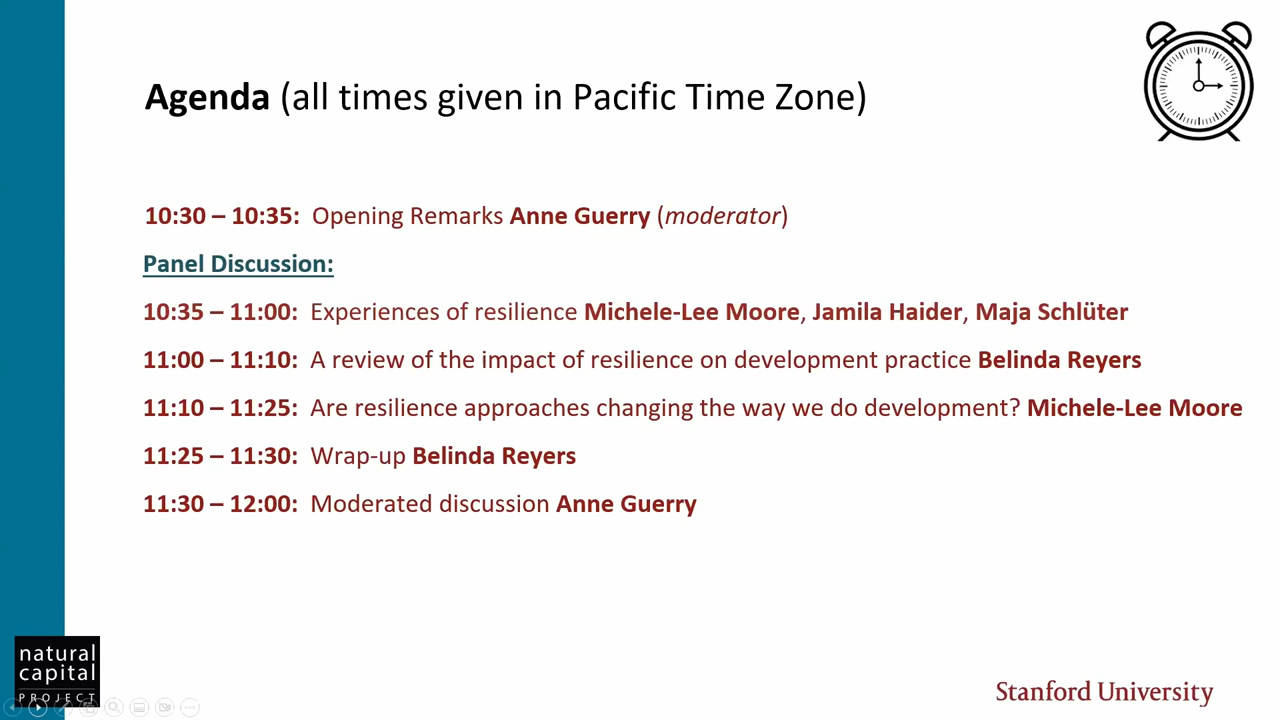 Agenda (all times given in Pacific Time Zone)
10:30 – 10:35: Opening Remarks Anne Guerry (moderator)
Panel Discussion:
10:35 – 11:00: Experiences of resilience Michele-Lee Moore, Jamila Haider, Maja Schlüter
11:00 – 11:10: A review of the impact of resilience on development practice Belinda Reyers
11:10 – 11:25: Are resilience approaches changing the way we do development? Michele-Lee Moore
11:25 – 11:30: Wrap-up Belinda Reyers
11:30 – 12:00: Moderated discussion Anne Guerry
natural
capital
PROJECT
Stanford University